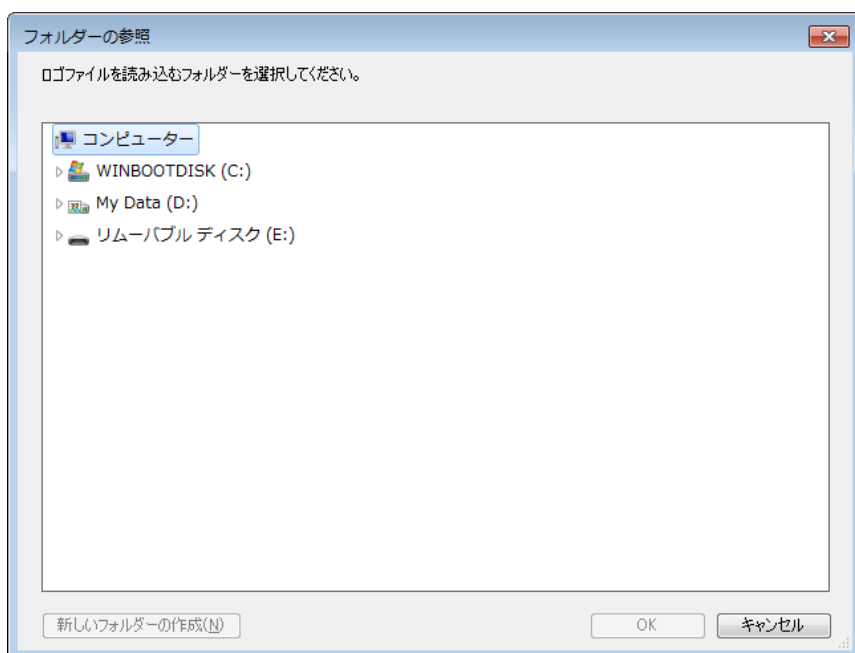 フォルダーの参照
ロゴファイルを読み込むフォルダーを選択してください。
コンピューター
WINBOOTDISK (C:)
My Data (D:)
リムーバブル ディスク (E:)
新しいフォルダーの作成(N)
OK
キャンセル